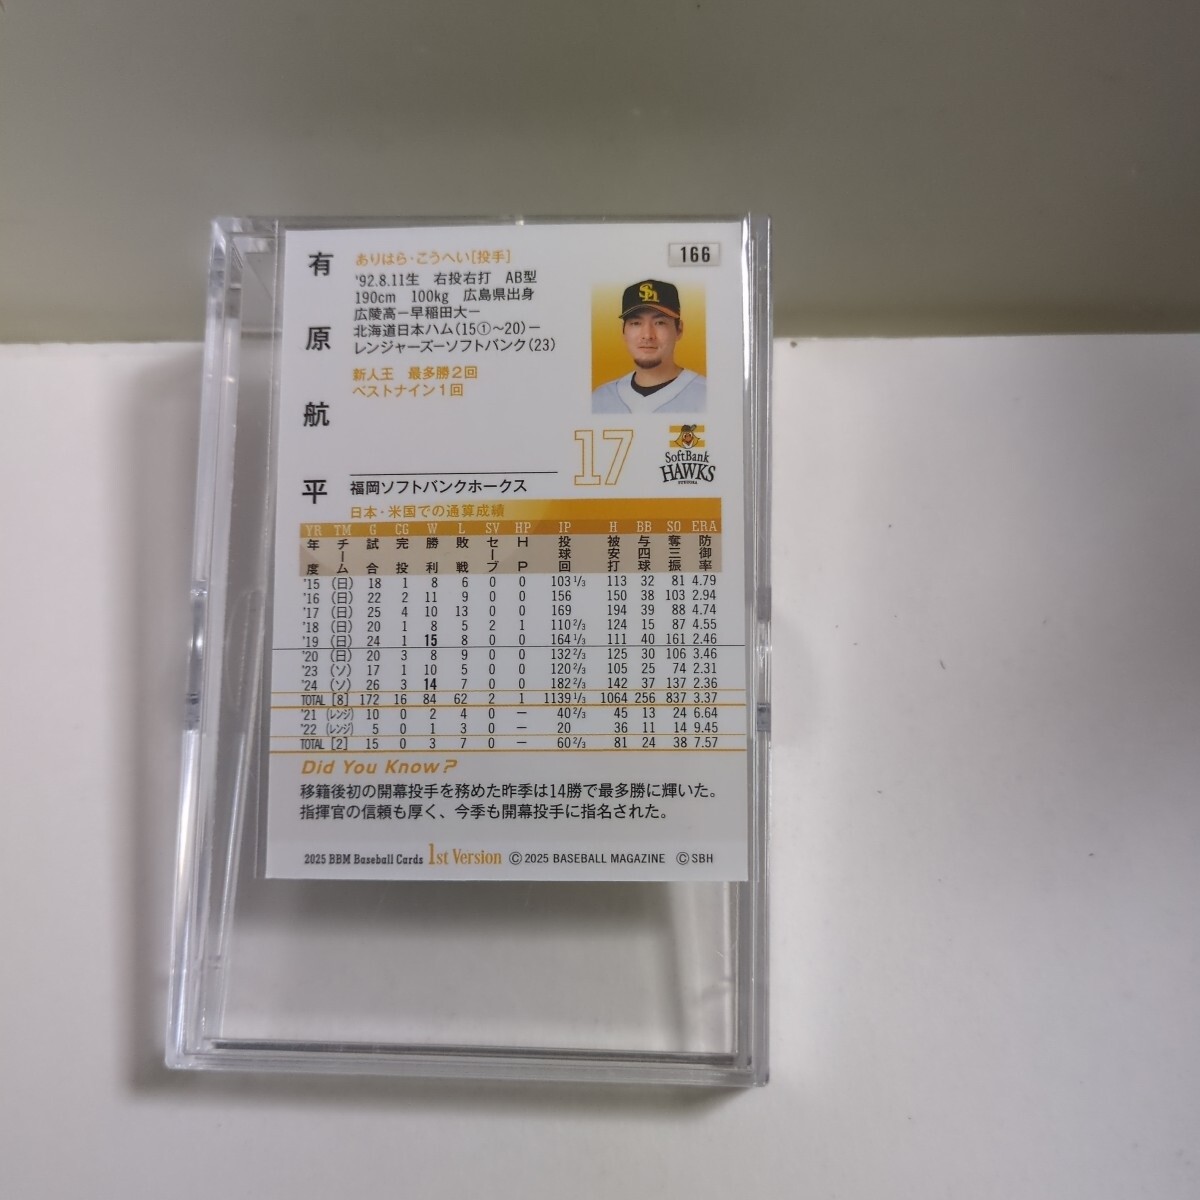 有原航平
ありはら・こうへい[投手]
166
'92.8.11生 右投右打 AB型
190cm 100kg 広島県出身
広陵高ー早稲田大ー
北海道日本ハム(15①〜20)ー
レンジャーズーソフトバンク(23)
新人王 最多勝2回
ベストナイン1回
17
SoftBank
HAWKS
福岡ソフトバンクホークス
日本・米国での通算成績
YR TM G CG W L SV HP IP H BB SO ERA
年度 チーム 試合 完投 勝利 敗戦 セーブ HP 投球回 被安打 与四球 奪三振 防御率
'15 (日) 18 1 8 6 0 0 103 1/3 113 32 81 4.79
'16 (日) 22 2 11 9 0 0 156 150 38 103 2.94
'17 (日) 25 4 10 13 0 0 169 194 39 88 4.74
'18 (日) 20 1 8 5 2 1 110 2/3 124 15 87 4.55
'19 (日) 24 1 15 8 0 0 164 1/3 111 40 161 2.46
'20 (日) 20 3 8 9 0 0 132 2/3 125 30 106 3.46
'23 (ソ) 17 1 10 5 0 0 120 2/3 105 25 74 2.31
'24 (ソ) 26 3 14 7 0 0 182 2/3 142 37 137 2.36
TOTAL [8] 172 16 84 62 2 1 1139 1/3 1064 256 837 3.37
'21 (レンジ) 10 0 2 4 0 － 40 2/3 45 13 24 6.64
'22 (レンジ) 5 0 1 3 0 － 20 36 11 14 9.45
TOTAL [2] 15 0 3 7 0 － 60 2/3 81 24 38 7.57
Did You Know?
移籍後初の開幕投手を務めた昨季は14勝で最多勝に輝いた。
指揮官の信頼も厚く、今季も開幕投手に指名された。
2025 BBM Baseball Cards 1st Version ©2025 BASEBALL MAGAZINE ©SBH